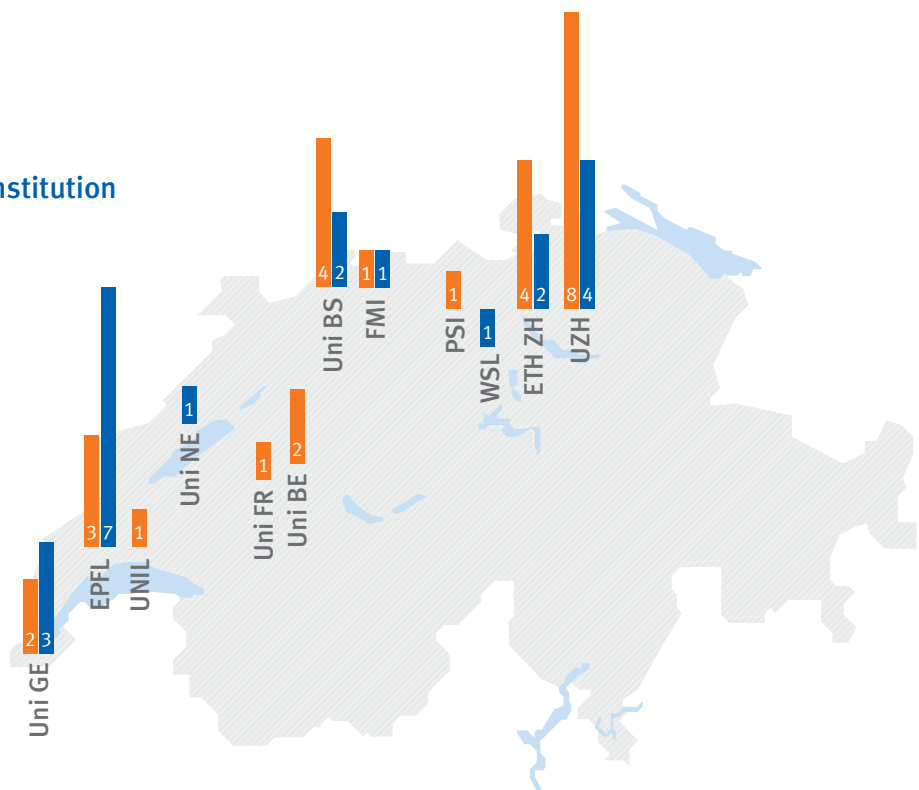 nstitution
4 2
Uni BS
1 1
FMI
1
PSI
1
WSL
4 2
ETH ZH
8 4
UZH
1
Uni NE
1
Uni FR
2
Uni BE
3 7
EPFL
1
UNIL
2 3
Uni GE